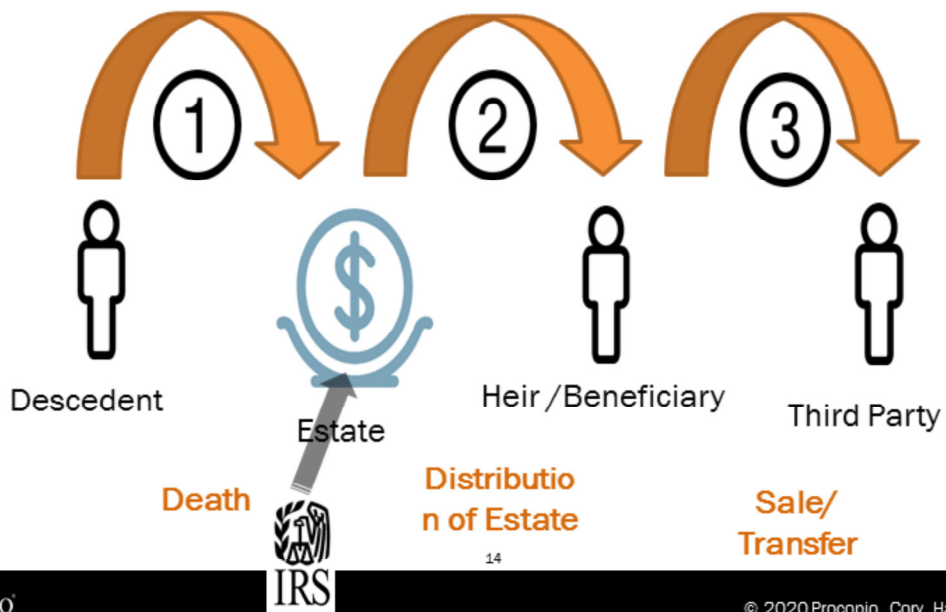 1
2
3
$
Descedent
Estate
Heir /Beneficiary
Third Party
Death
Distributio
n of Estate
Sale/
Transfer
IRS
14
© 2020 Procopio, Cory, H